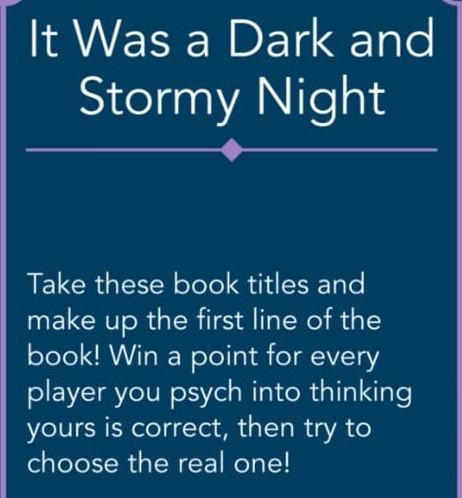 It Was a Dark and
Stormy Night
Take these book titles and
make up the first line of the
book! Win a point for every
player you psych into thinking
yours is correct, then try to
choose the real one!